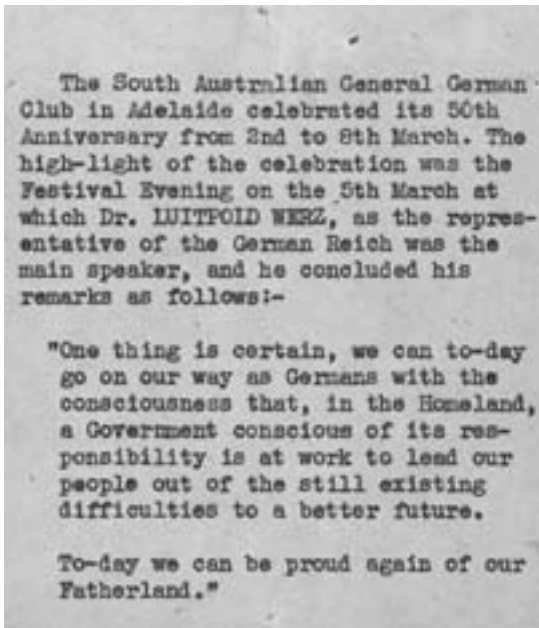 The South Australian General German
Club in Adelaide celebrated its 50th
Anniversary from 2nd to 8th March. The
high-light of the celebration was the
Festival Evening on the 5th March at
which Dr. LUITPOLD WERZ, as the repres-
entative of the German Reich was the
main speaker, and he concluded his
remarks as follows:-
"One thing is certain, we can to-day
go on our way as Germans with the
consciousness that, in the Homeland,
a Government conscious of its res-
ponsibility is at work to lead our
people out of the still existing
difficulties to a better future.
To-day we can be proud again of our
Fatherland."